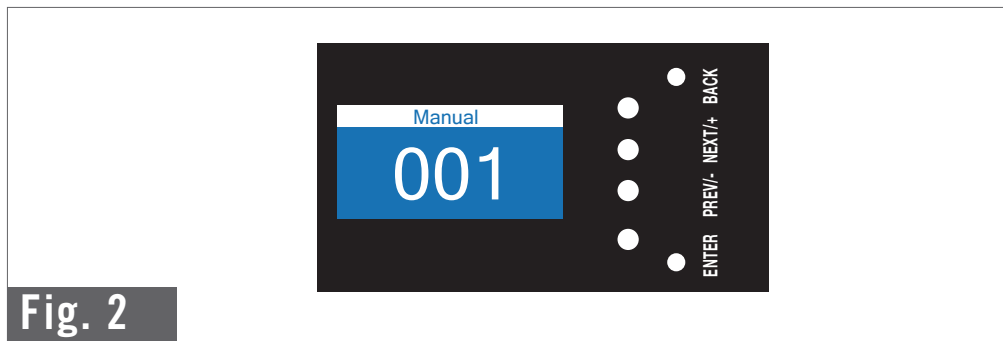 Manual
001
BACK
NEXT/+
PREV/-
ENTER
Fig. 2